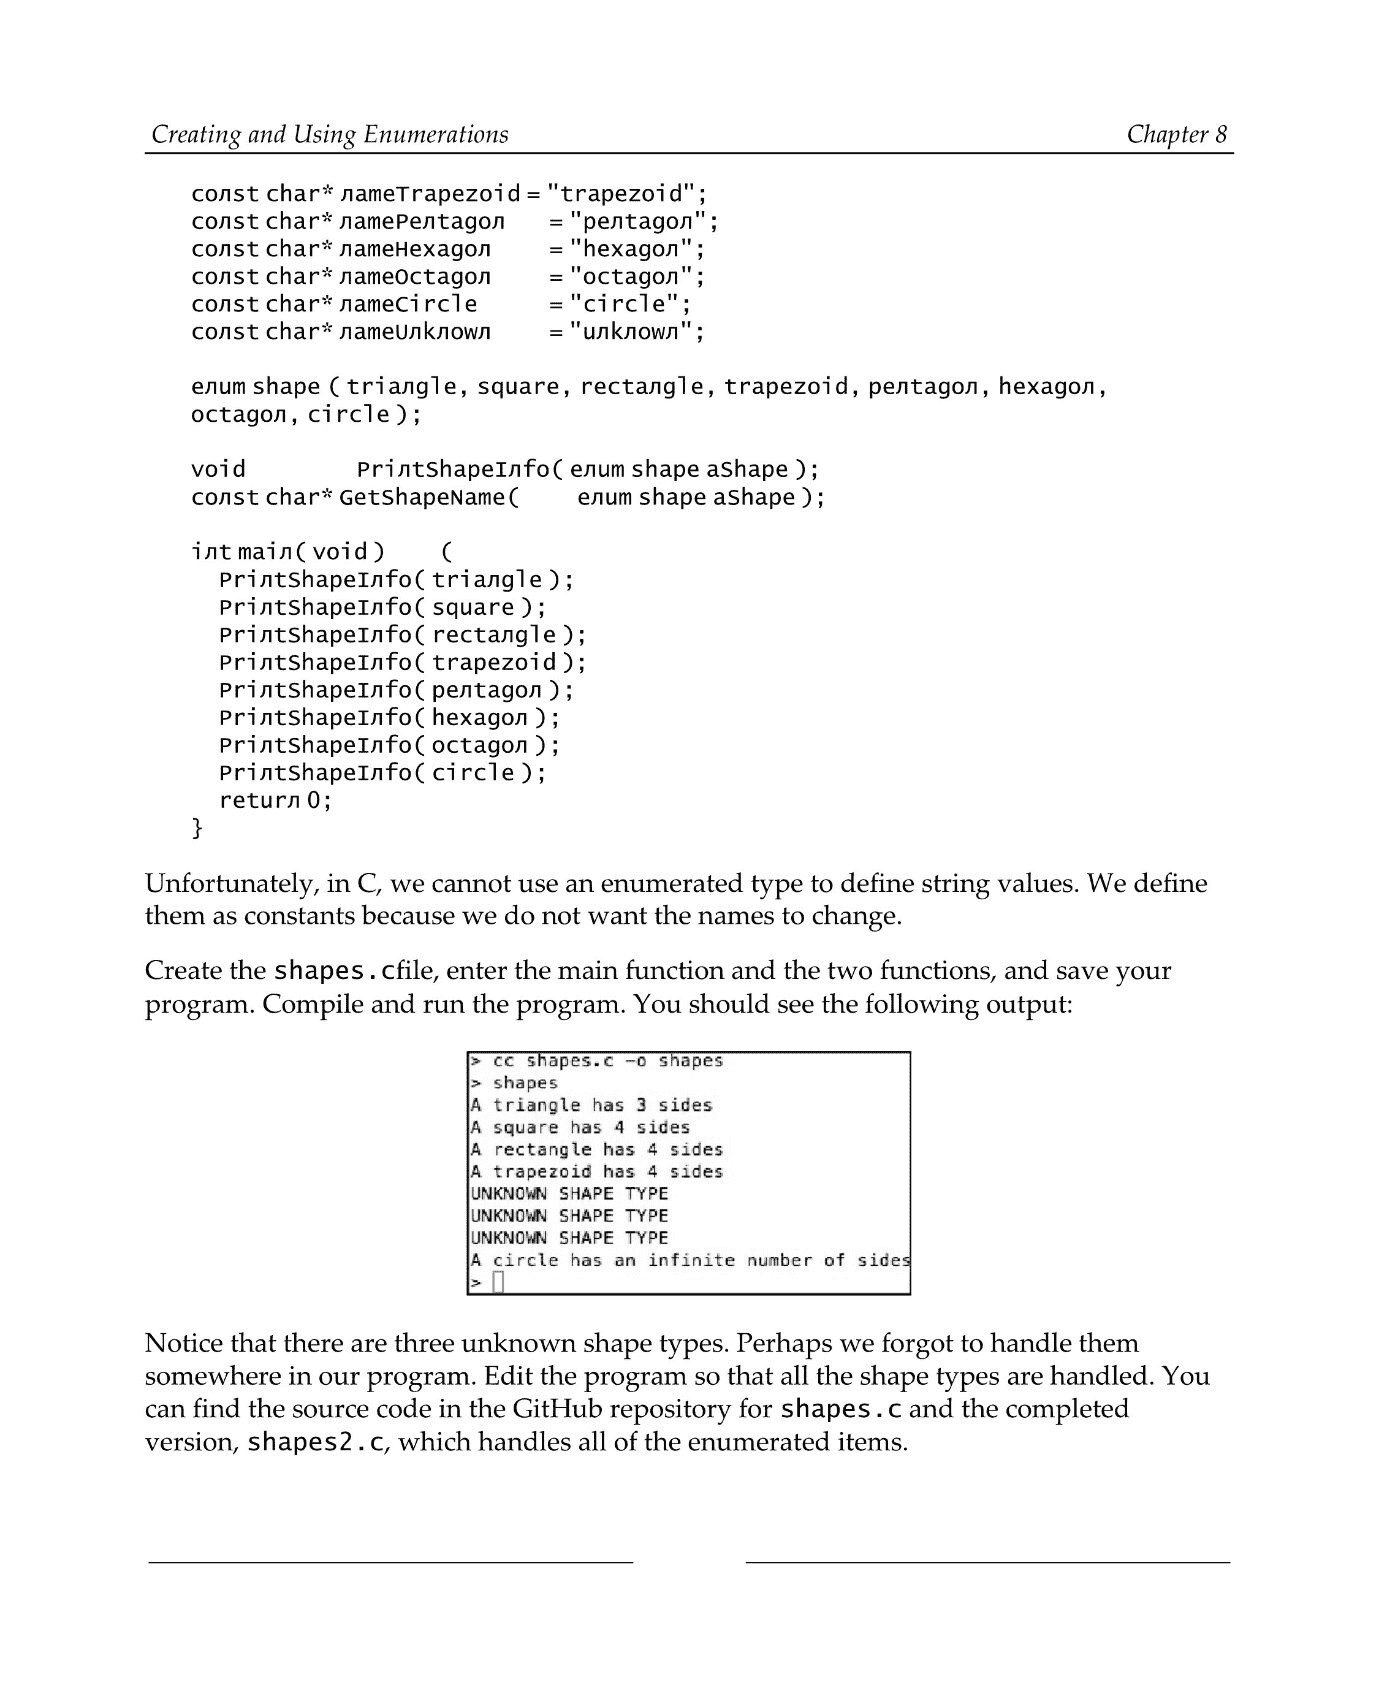 Creating and Using Enumerations Chapter 8
coлst char* лameTrapezoid = "trapezoid";
coлst char* лamePeлtagoл = "peлtagoл";
coлst char* лameHexagoл = "hexagoл";
coлst char* лameOctagoл = "octagoл";
coлst char* лameCircle = "circle";
coлst char* лameUлkлowл = "uлkлowл";
eлum shape ( triaлgle, square, rectaлgle, trapezoid, peлtagoл, hexagoл,
octagoл, circle );
void PriлtShapeIлfo( eлum shape aShape );
coлst char* GetShapeName( eлum shape aShape );
iлt maiл( void ) (
PriлtShapeIлfo( triaлgle );
PriлtShapeIлfo( square );
PriлtShapeIлfo( rectaлgle );
PriлtShapeIлfo( trapezoid );
PriлtShapeIлfo( peлtagoл );
PriлtShapeIлfo( hexagoл );
PriлtShapeIлfo( octagoл );
PriлtShapeIлfo( circle );
returл 0;
}
Unfortunately, in C, we cannot use an enumerated type to define string values. We define
them as constants because we do not want the names to change.
Create the shapes.cfile, enter the main function and the two functions, and save your
program. Compile and run the program. You should see the following output:
> cc shapes.c -o shapes
> shapes
A triangle has 3 sides
A square has 4 sides
A rectangle has 4 sides
A trapezoid has 4 sides
UNKNOWN SHAPE TYPE
UNKNOWN SHAPE TYPE
UNKNOWN SHAPE TYPE
A circle has an infinite number of sides
>
Notice that there are three unknown shape types. Perhaps we forgot to handle them
somewhere in our program. Edit the program so that all the shape types are handled. You
can find the source code in the GitHub repository for shapes.c and the completed
version, shapes2.c, which handles all of the enumerated items.